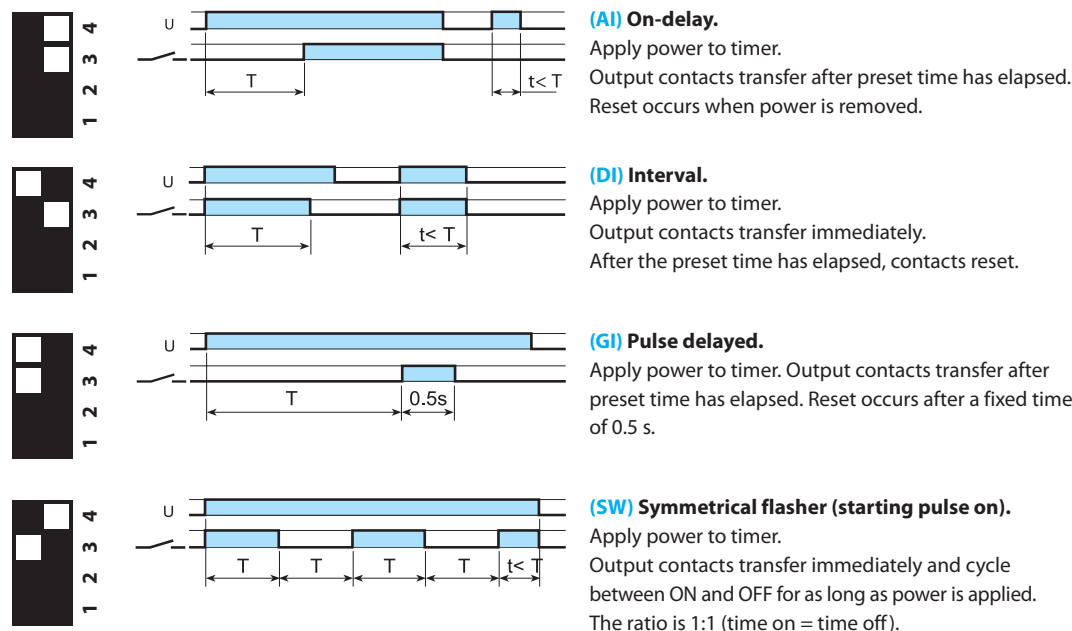 4
3
2
1
U
T
t< T
(AI) On-delay.
Apply power to timer.
Output contacts transfer after preset time has elapsed.
Reset occurs when power is removed.
4
3
2
1
U
T
t< T
(DI) Interval.
Apply power to timer.
Output contacts transfer immediately.
After the preset time has elapsed, contacts reset.
4
3
2
1
U
T
0.5s
(GI) Pulse delayed.
Apply power to timer. Output contacts transfer after
preset time has elapsed. Reset occurs after a fixed time
of 0.5 s.
4
3
2
1
U
T T T T t< T
(SW) Symmetrical flasher (starting pulse on).
Apply power to timer.
Output contacts transfer immediately and cycle
between ON and OFF for as long as power is applied.
The ratio is 1:1 (time on = time off).